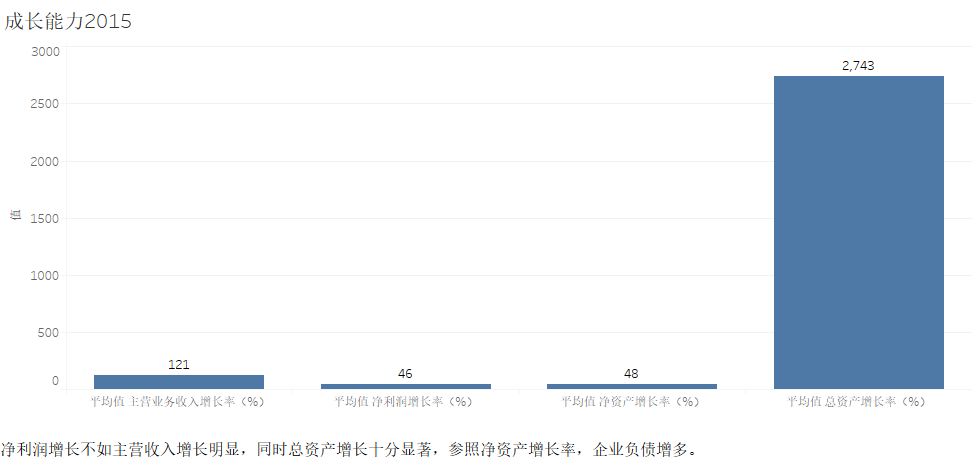 成长能力2015
3000
2,743
2500
2000
值
1500
1000
500
121
46
48
0
平均值 主营业务收入增长率（%）
平均值 净利润增长率（%）
平均值 净资产增长率（%）
平均值 总资产增长率（%）
净利润增长不如主营收入增长明显，同时总资产增长十分显著，参照净资产增长率，企业负债增多。